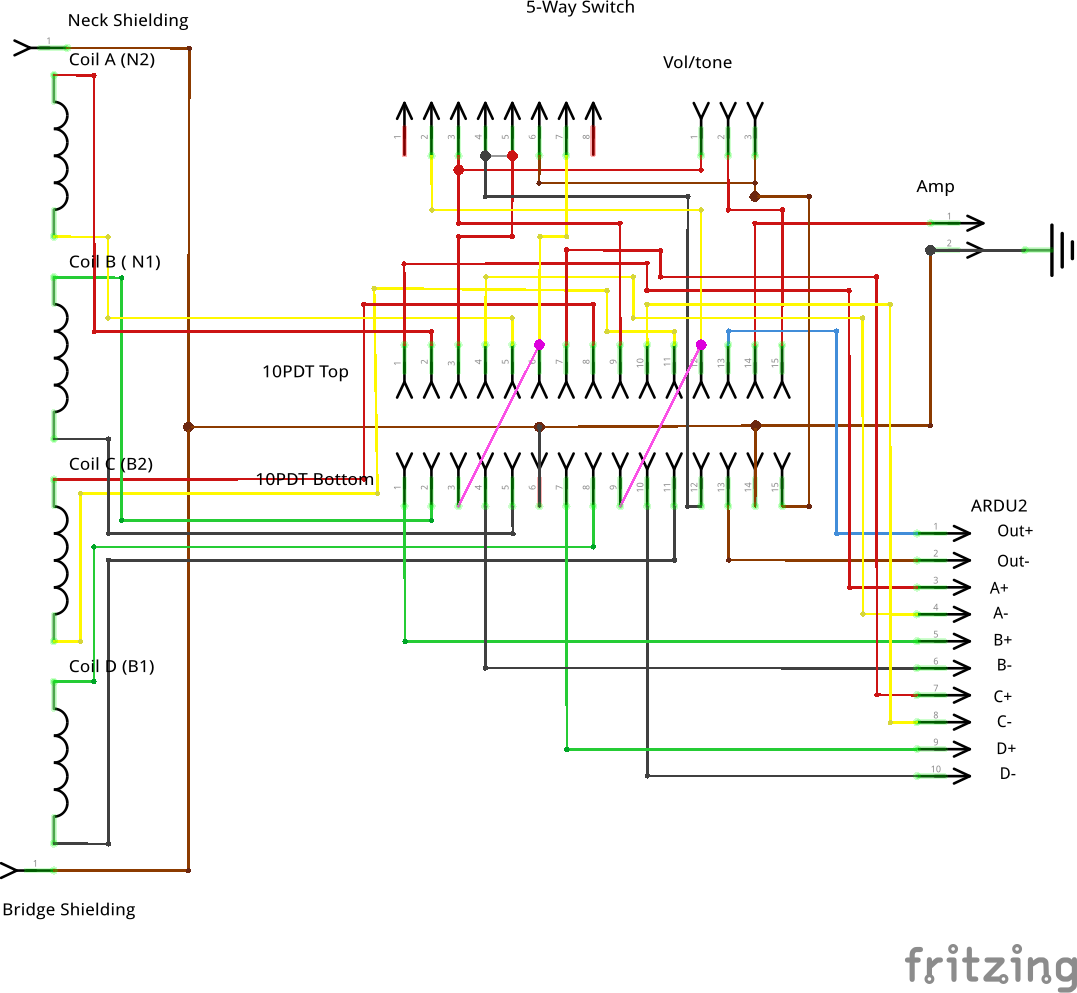 5-Way Switch
Neck Shielding
1
Coil A (N2)
Vol/tone
1 2 3 4 5 6 7 8
1 2 3
Amp
1
2
Coil B ( N1)
10PDT Top
1 2 3 4 5 6 7 8 9 10 11 12 13 14 15
Coil C (B2)
10PDT Bottom
1 2 3 4 5 6 7 8 9 10 11 12 13 14 15
ARDU2
1 Out+
2 Out-
3 A+
4 A-
5 B+
6 B-
7 C+
8 C-
9 D+
10 D-
Coil D (B1)
1
Bridge Shielding
fritzing